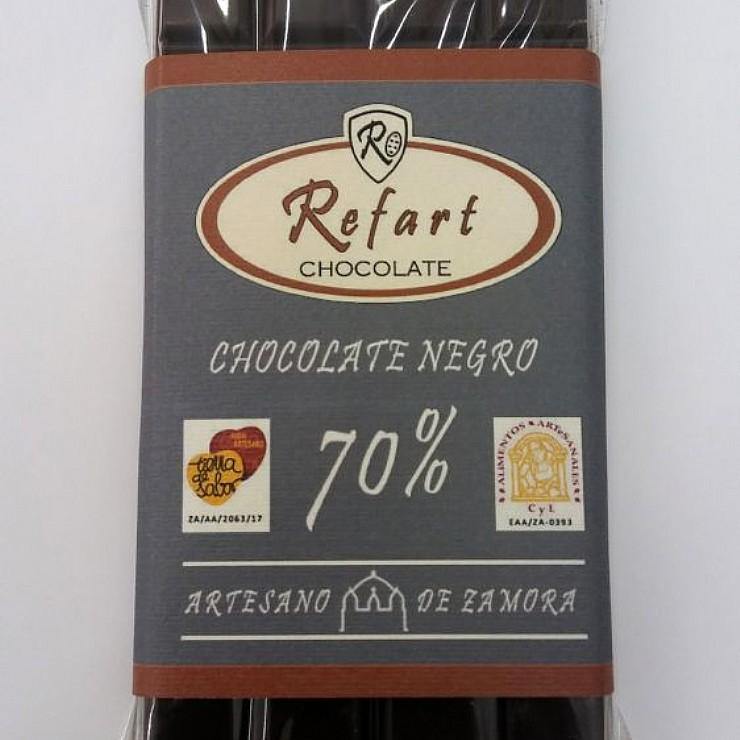 R
Refart
CHOCOLATE
CHOCOLATE NEGRO
70%
tierra
de
sabor
ZA/AA/2063/17
ALIMENTOS ARTeSANALES
CyL
EAA/ZA-0393
ARTESANO DE ZAMORA